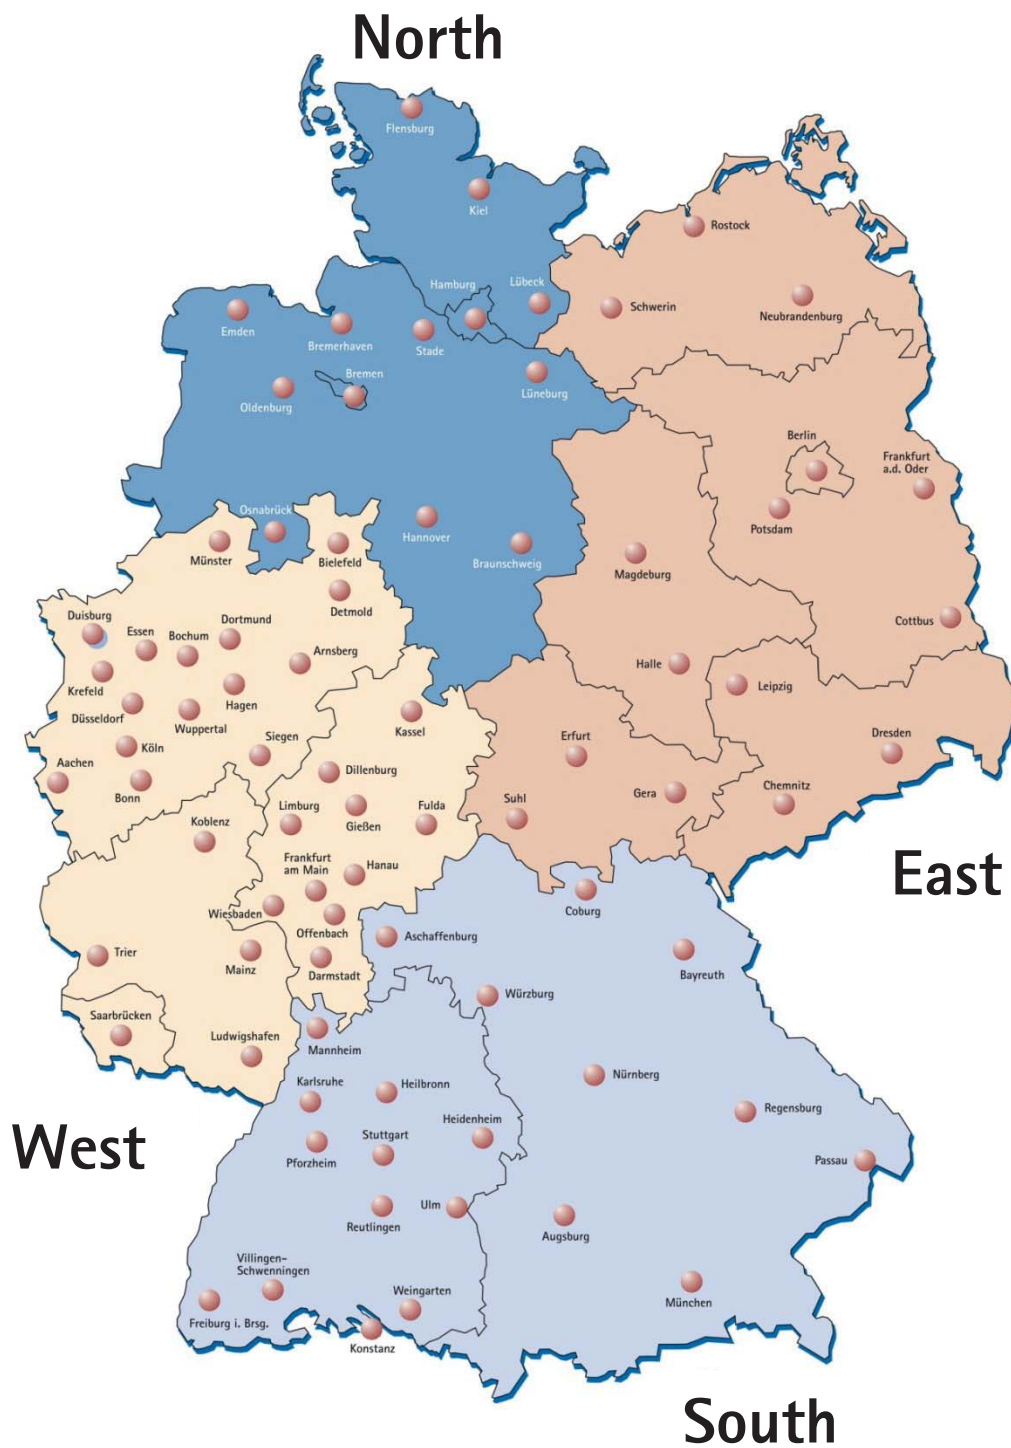 North
Flensburg
Kiel
Rostock
Hamburg
Lübeck
Schwerin
Neubrandenburg
Emden
Bremerhaven
Stade
Bremen
Oldenburg
Lüneburg
Berlin
Frankfurt
a.d. Oder
Potsdam
Osnabrück
Hannover
Braunschweig
Münster
Bielefeld
Magdeburg
Detmold
Duisburg
Essen
Bochum
Dortmund
Cottbus
Arnsberg
Halle
Krefeld
Hagen
Leipzig
Düsseldorf
Wuppertal
Kassel
Siegen
Köln
Erfurt
Dresden
Aachen
Dillenburg
Bonn
Limburg
Gießen
Fulda
Suhl
Gera
Chemnitz
Koblenz
Frankfurt
am Main
Hanau
East
Wiesbaden
Offenbach
Coburg
Aschaffenburg
Trier
Mainz
Darmstadt
Bayreuth
Würzburg
Saarbrücken
Ludwigshafen
Mannheim
Nürnberg
Karlsruhe
Heilbronn
Regensburg
Heidenheim
West
Stuttgart
Pforzheim
Passau
Ulm
Reutlingen
Augsburg
Villingen-
Schwenningen
Weingarten
München
Freiburg i. Brsg.
Konstanz
South